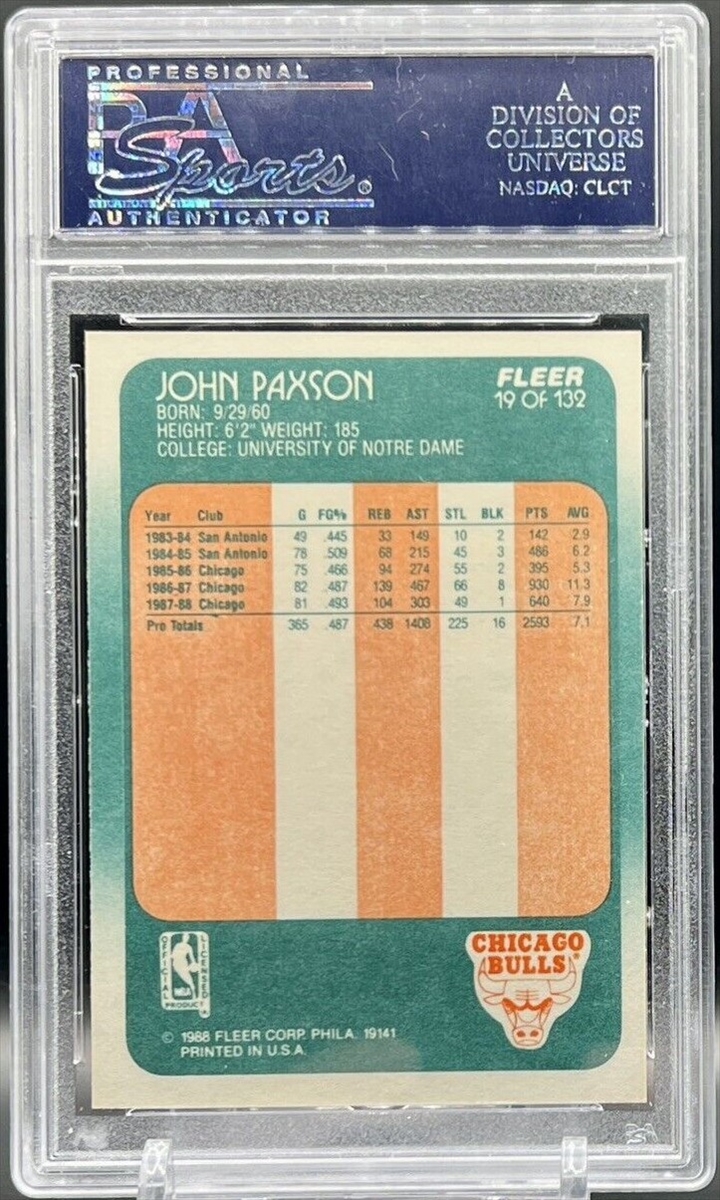 PROFESSIONAL
PSA
Sports®
AUTHENTICATOR
A
DIVISION OF
COLLECTORS
UNIVERSE
NASDAQ: CLCT
JOHN PAXSON
BORN: 9/29/60
HEIGHT: 6'2" WEIGHT: 185
COLLEGE: UNIVERSITY OF NOTRE DAME
FLEER
19 OF 132
Year Club G FG% REB AST STL BLK PTS AVG
1983-84 San Antonio 49 .445 33 149 10 2 142 2.9
1984-85 San Antonio 78 .509 68 215 45 3 486 6.2
1985-86 Chicago 75 .466 94 274 55 2 395 5.3
1986-87 Chicago 82 .487 139 467 66 8 930 11.3
1987-88 Chicago 81 .493 104 303 49 1 640 7.9
Pro Totals 365 .487 438 1408 225 16 2593 7.1
OFFICIAL
LICENSED
NBA
PRODUCT
CHICAGO
BULLS®
© 1988 FLEER CORP. PHILA. 19141
PRINTED IN U.S.A.
PSA